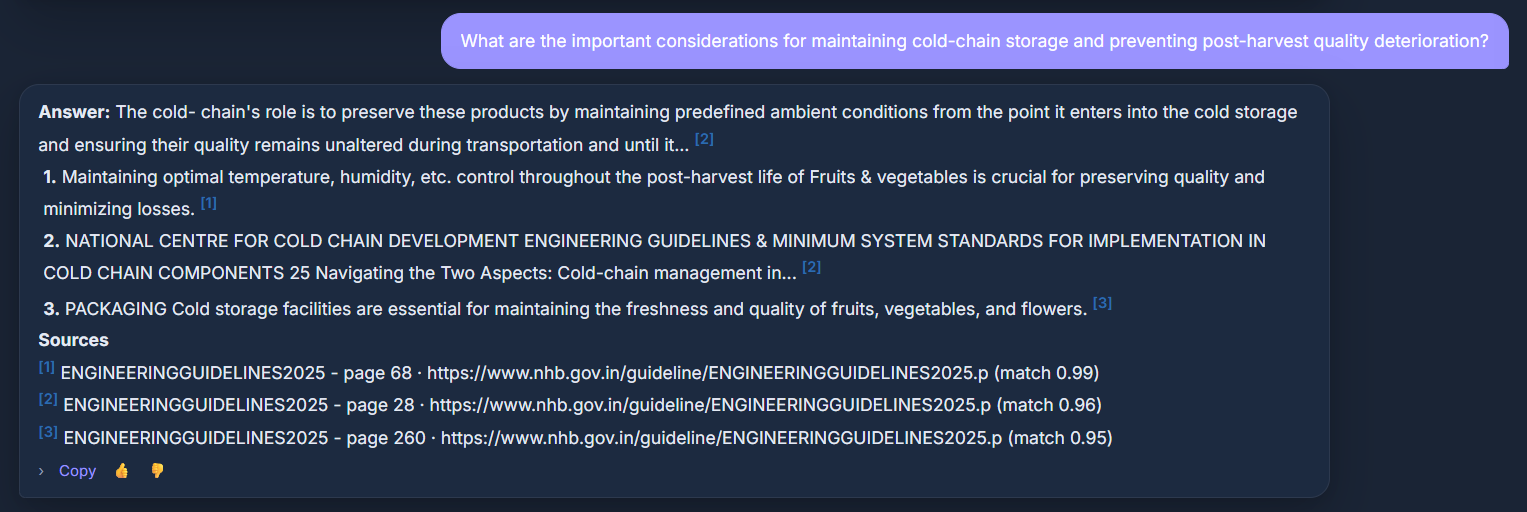 What are the important considerations for maintaining cold-chain storage and preventing post-harvest quality deterioration?
Answer: The cold- chain's role is to preserve these products by maintaining predefined ambient conditions from the point it enters into the cold storage
and ensuring their quality remains unaltered during transportation and until it... [2]
1. Maintaining optimal temperature, humidity, etc. control throughout the post-harvest life of Fruits & vegetables is crucial for preserving quality and
minimizing losses. [1]
2. NATIONAL CENTRE FOR COLD CHAIN DEVELOPMENT ENGINEERING GUIDELINES & MINIMUM SYSTEM STANDARDS FOR IMPLEMENTATION IN
COLD CHAIN COMPONENTS 25 Navigating the Two Aspects: Cold-chain management in... [2]
3. PACKAGING Cold storage facilities are essential for maintaining the freshness and quality of fruits, vegetables, and flowers. [3]
Sources
[1] ENGINEERINGGUIDELINES2025 - page 68 · https://www.nhb.gov.in/guideline/ENGINEERINGGUIDELINES2025.p (match 0.99)
[2] ENGINEERINGGUIDELINES2025 - page 28 · https://www.nhb.gov.in/guideline/ENGINEERINGGUIDELINES2025.p (match 0.96)
[3] ENGINEERINGGUIDELINES2025 - page 260 · https://www.nhb.gov.in/guideline/ENGINEERINGGUIDELINES2025.p (match 0.95)
› Copy 👍 👎